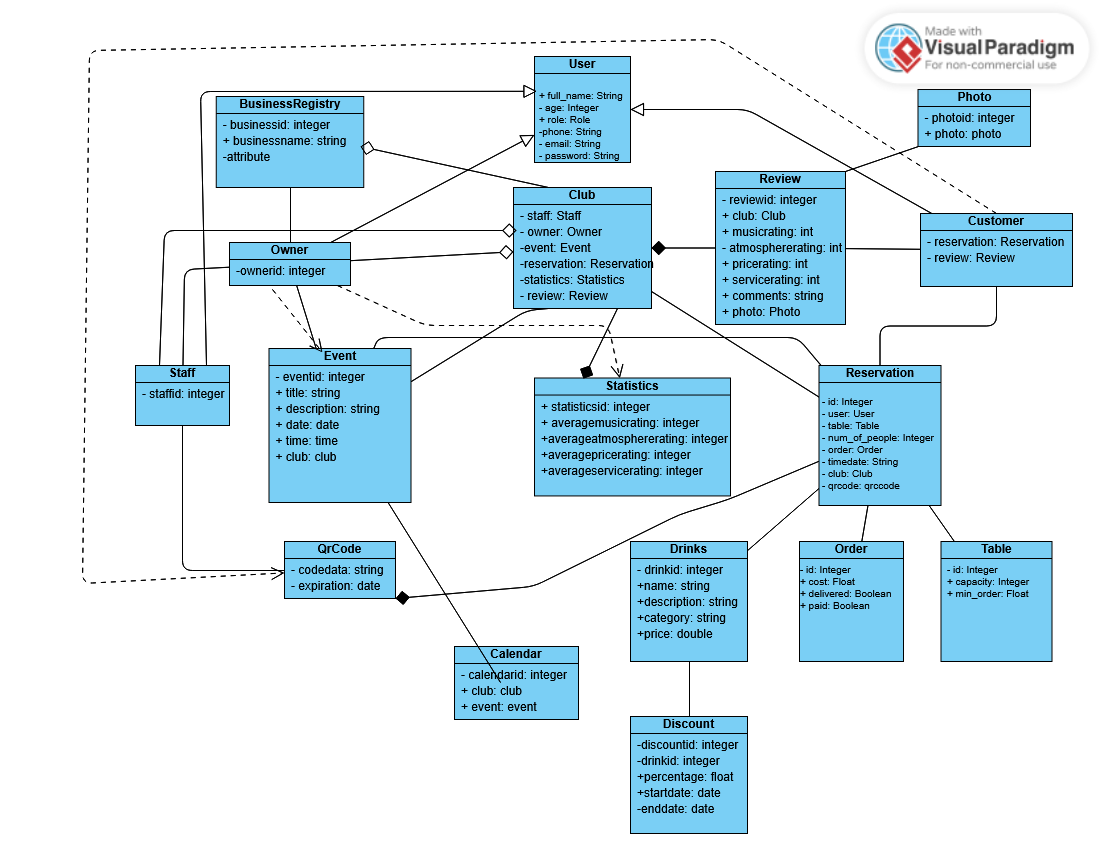 Made with
VisualParadigm
For non-commercial use
User
+ full_name: String
- age: Integer
+ role: Role
-phone: String
- email: String
- password: String
BusinessRegistry
- businessid: integer
+ businessname: string
-attribute
Photo
- photoid: integer
+ photo: photo
Club
- staff: Staff
- owner: Owner
-event: Event
-reservation: Reservation
-statistics: Statistics
- review: Review
Review
- reviewid: integer
+ club: Club
+ musicrating: int
- atmosphererating: int
+ pricerating: int
+ servicerating: int
+ comments: string
+ photo: Photo
Customer
- reservation: Reservation
- review: Review
Owner
-ownerid: integer
Staff
- staffid: integer
Event
- eventid: integer
+ title: string
+ description: string
+ date: date
+ time: time
+ club: club
Statistics
+ statisticsid: integer
+ averagemusicrating: integer
+averageatmosphererating: integer
+averagepricerating: integer
+averageservicerating: integer
Reservation
- id: Integer
- user: User
- table: Table
- num_of_people: Integer
- order: Order
- timedate: String
- club: Club
- qrcode: qrccode
QrCode
- codedata: string
- expiration: date
Drinks
- drinkid: integer
+name: string
+description: string
+category: string
+price: double
Order
- id: Integer
+ cost: Float
+ delivered: Boolean
+ paid: Boolean
Table
- id: Integer
+ capacity: Integer
+ min_order: Float
Calendar
- calendarid: integer
+ club: club
+ event: event
Discount
-discountid: integer
-drinkid: integer
+percentage: float
+startdate: date
-enddate: date